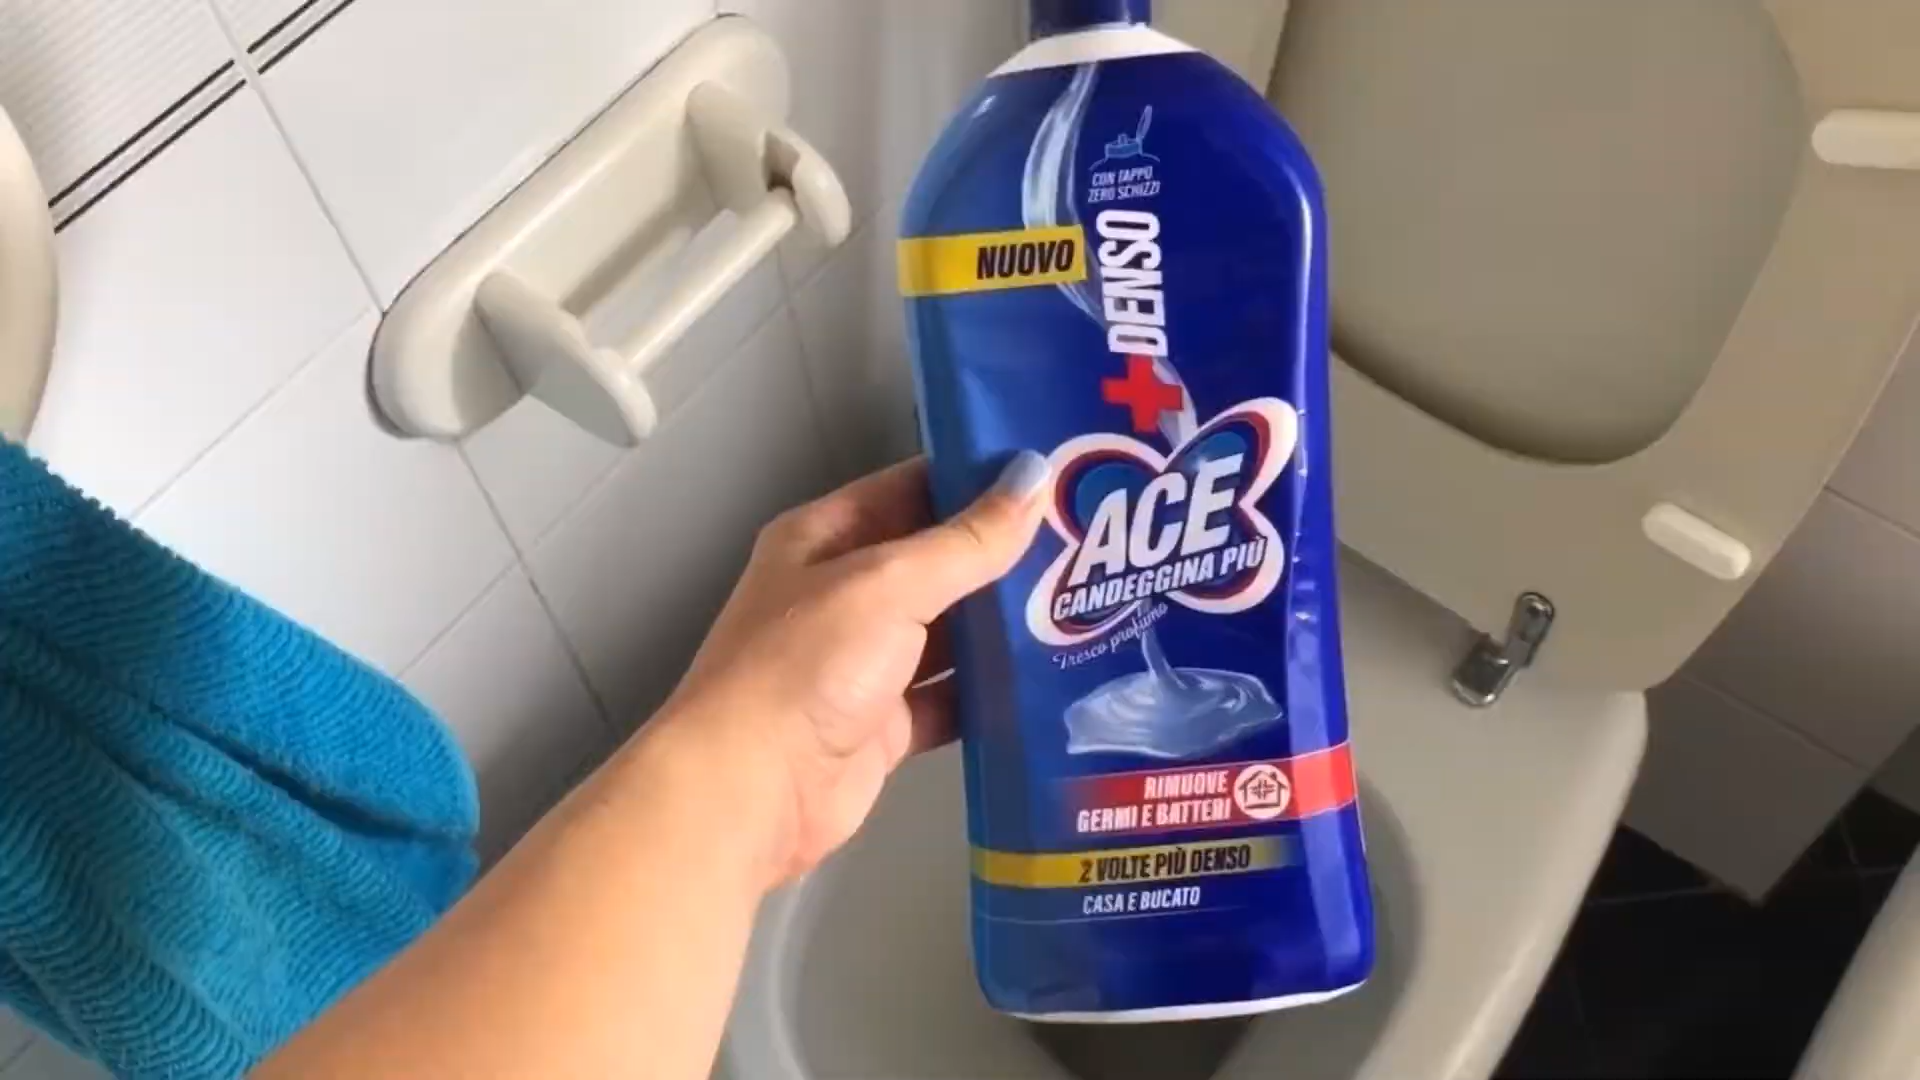 CON TAPPO
ZERO SCHIZZI
NUOVO
+DENSO
ACE
CANDEGGINA PIÙ
Fresco profumo
RIMUOVE
GERMI E BATTERI
2 VOLTE PIÙ DENSO
CASA E BUCATO